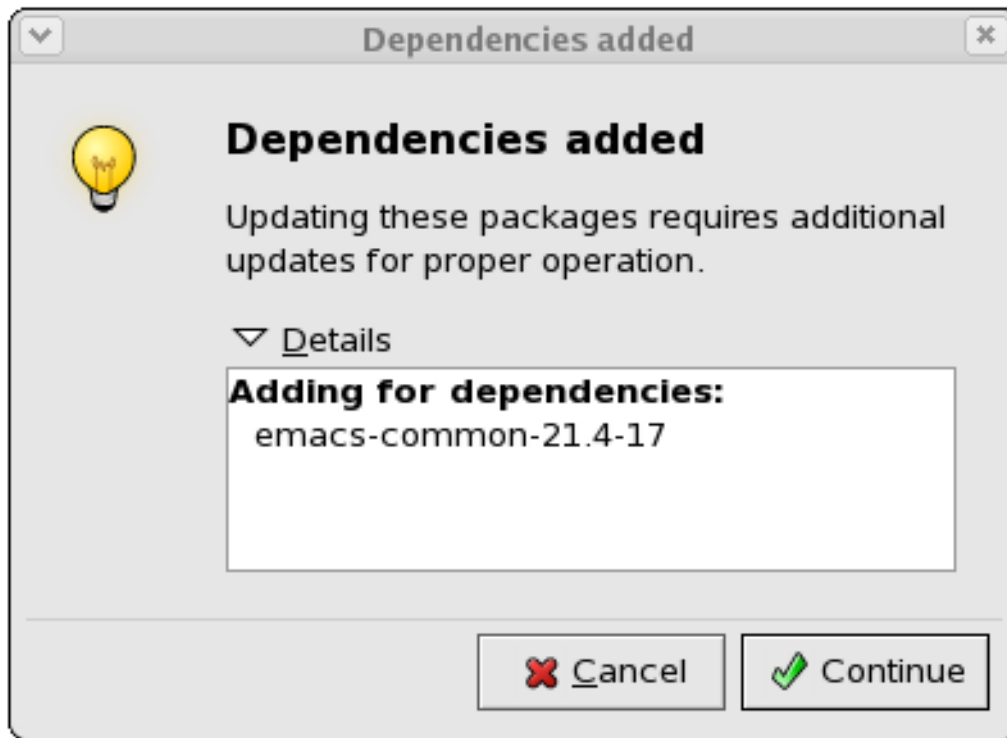 Dependencies added
Dependencies added
Updating these packages requires additional
updates for proper operation.
Details
Adding for dependencies:
emacs-common-21.4-17
Cancel
Continue